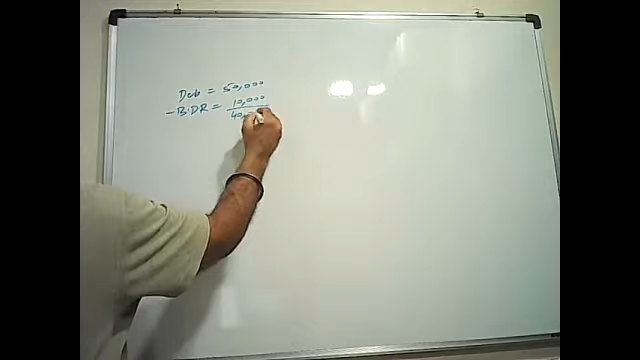 Deb = 50,000
- B.DR = 10,000
40,